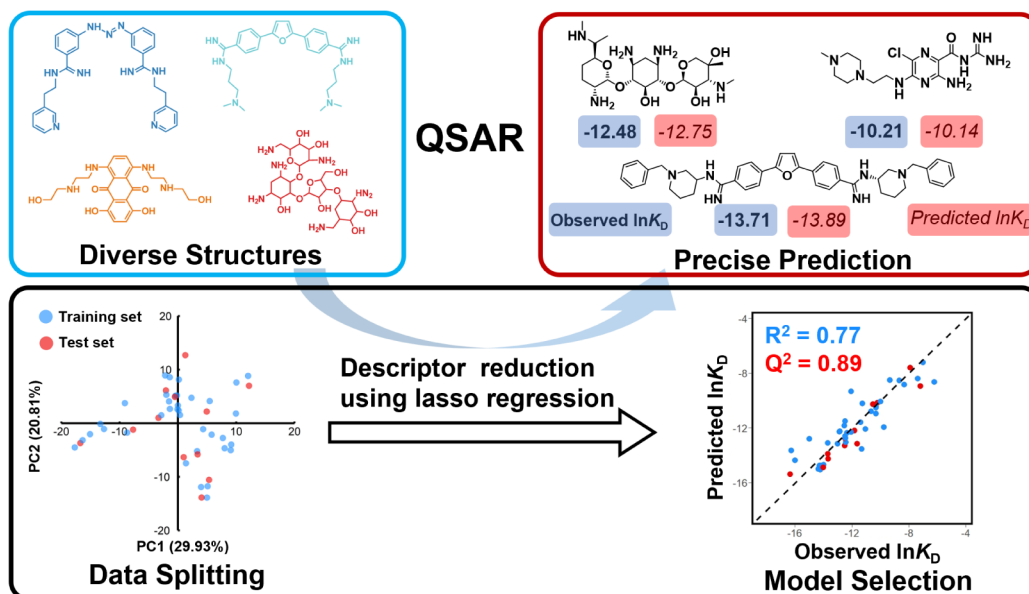 QSAR
Diverse Structures
-12.48
-12.75
-10.21
-10.14
Observed lnKD
-13.71
-13.89
Predicted lnKD
Precise Prediction
Training set
Test set
20
10
-20
-10
10
20
-10
-20
PC2 (20.81%)
PC1 (29.93%)
Data Splitting
Descriptor reduction
using lasso regression
R² = 0.77
Q² = 0.89
-4
-8
-12
-16
-16
-12
-8
-4
Predicted lnKD
Observed lnKD
Model Selection